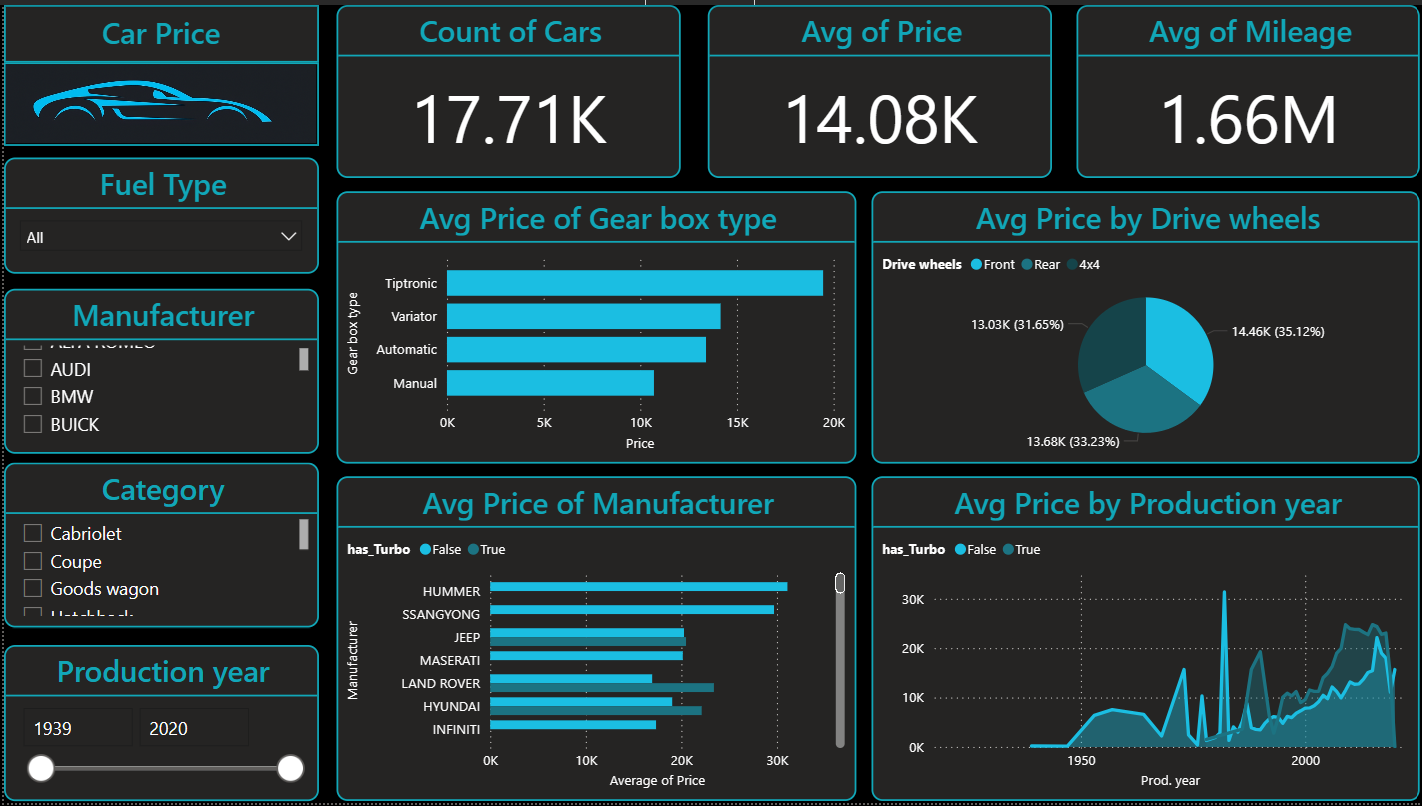 Car Price
Count of Cars
17.71K
Avg of Price
14.08K
Avg of Mileage
1.66M
Fuel Type
All
Manufacturer
ALFA ROMEO
AUDI
BMW
BUICK
Category
Cabriolet
Coupe
Goods wagon
Hatchback
Production year
1939 2020
Avg Price of Gear box type
Gear box type
Tiptronic
Variator
Automatic
Manual
0K 5K 10K 15K 20K
Price
Avg Price by Drive wheels
Drive wheels Front Rear 4x4
13.03K (31.65%)
14.46K (35.12%)
13.68K (33.23%)
Avg Price of Manufacturer
has_Turbo False True
Manufacturer
HUMMER
SSANGYONG
JEEP
MASERATI
LAND ROVER
HYUNDAI
INFINITI
0K 10K 20K 30K
Average of Price
Avg Price by Production year
has_Turbo False True
30K
20K
10K
0K
1950 2000
Prod. year